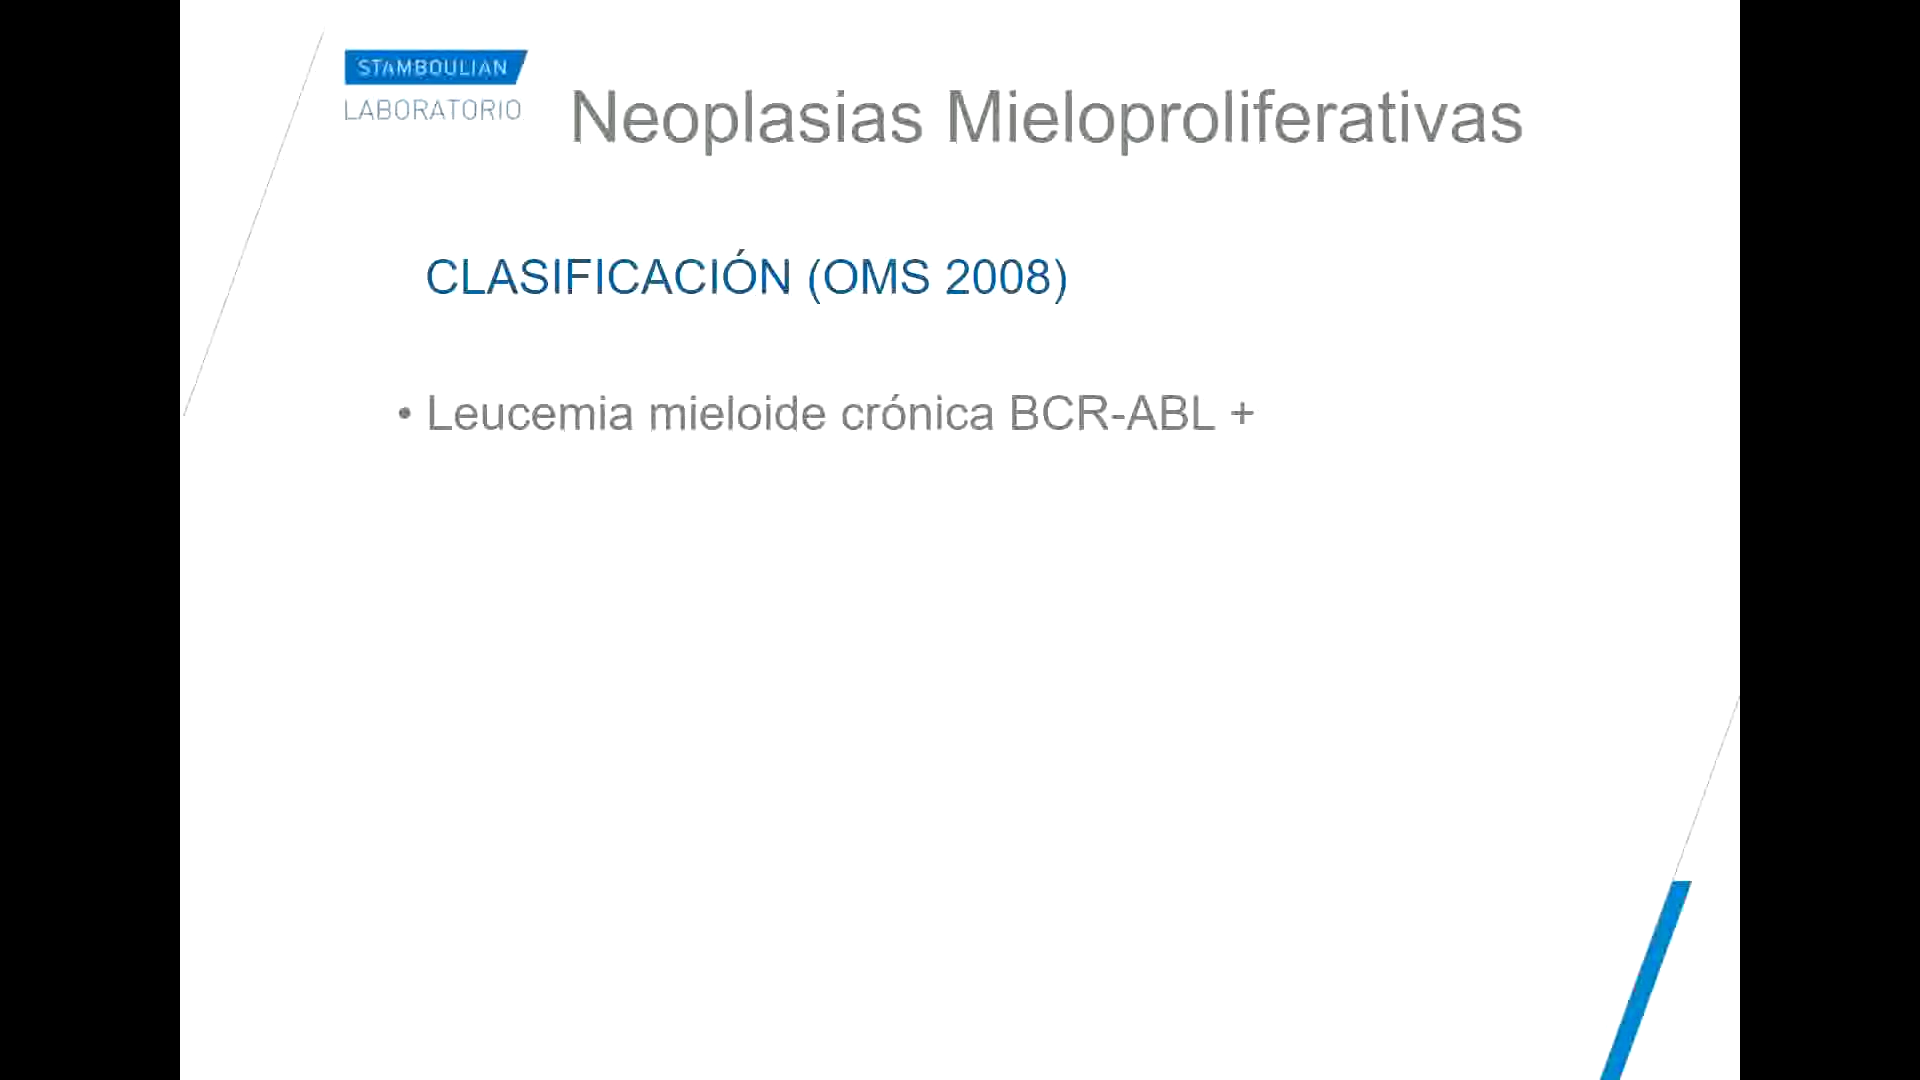 STAMBOULIAN
LABORATORIO
Neoplasias Mieloproliferativas
CLASIFICACIÓN (OMS 2008)
• Leucemia mieloide crónica BCR-ABL +